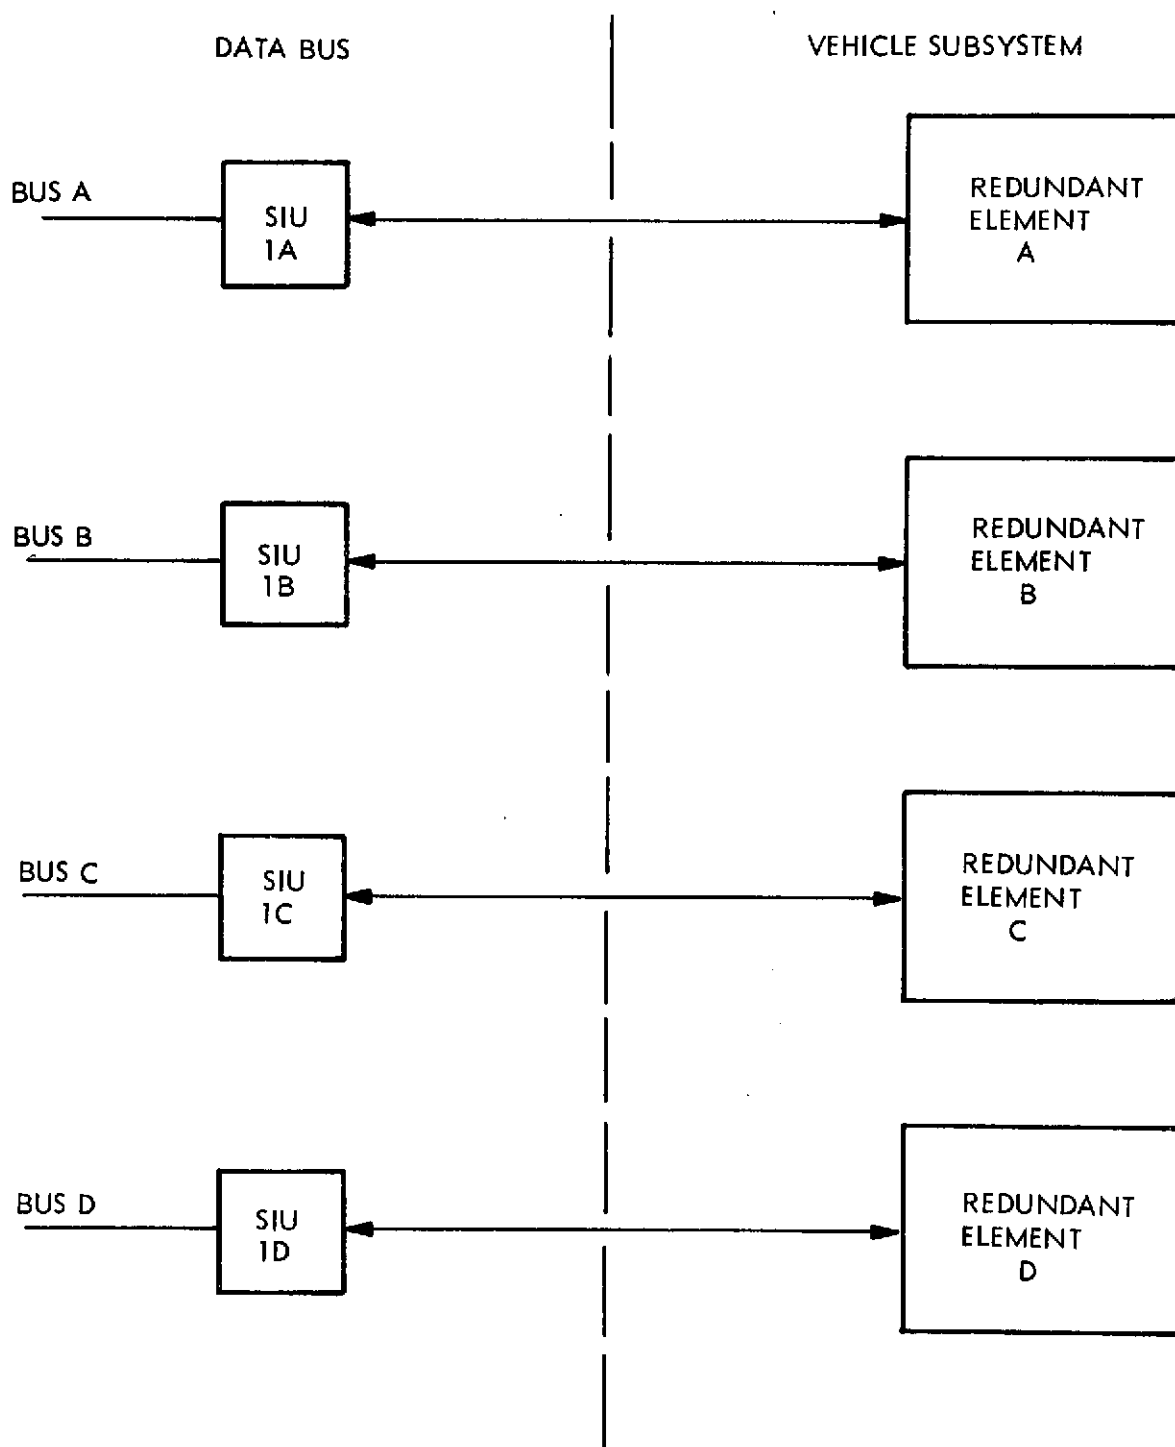 DATA BUS
VEHICLE SUBSYSTEM
BUS A
SIU
1A
REDUNDANT
ELEMENT
A
BUS B
SIU
1B
REDUNDANT
ELEMENT
B
BUS C
SIU
1C
REDUNDANT
ELEMENT
C
BUS D
SIU
1D
REDUNDANT
ELEMENT
D